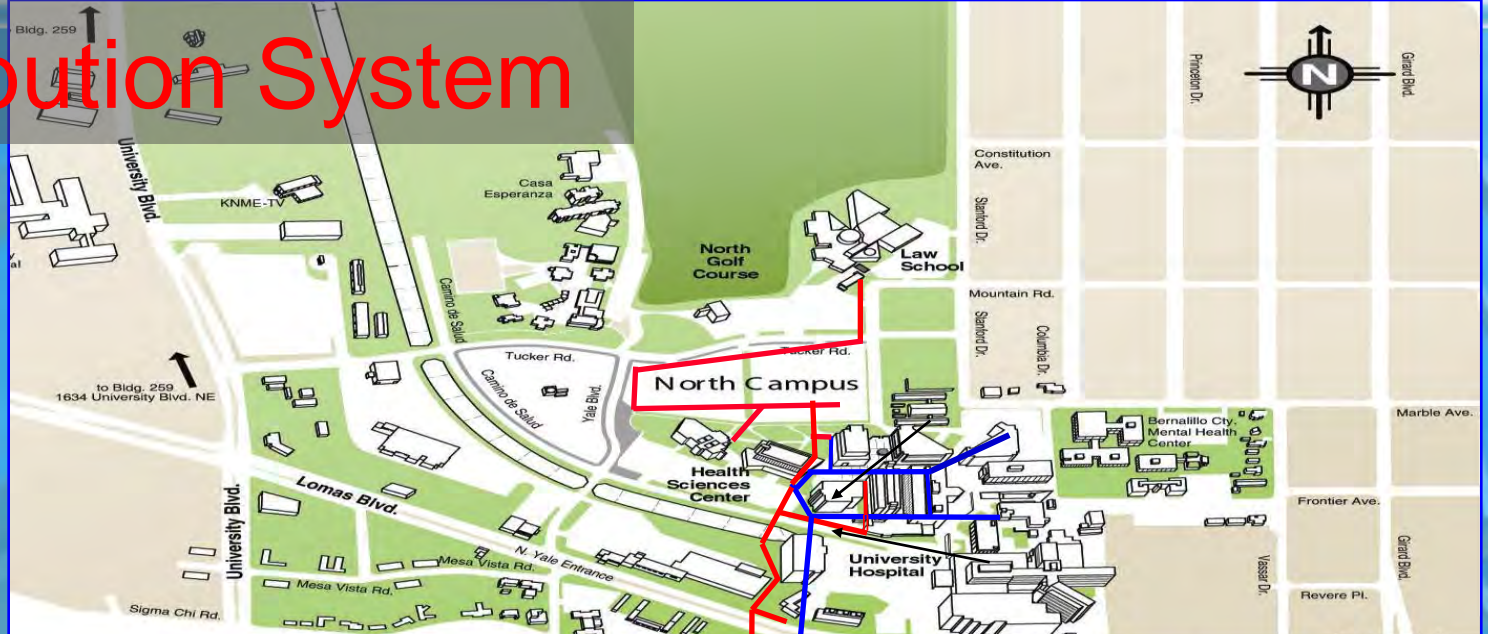 Bldg. 259
bution System
N
Princeton Dr.
Girard Blvd.
University Blvd.
Constitution
Ave.
Casa
Esperanza
KNME-TV
Stanford Dr.
North
Golf
Course
Law
School
Camino de Salud
Mountain Rd.
Stanford Dr.
Columbia Dr.
Tucker Rd.
Tucker Rd.
North Campus
to Bldg. 259
1634 University Blvd. NE
Camino de Salud
Yale Blvd.
Marble Ave.
Bernalillo Cty.
Mental Health
Center
Health
Sciences
Center
Lomas Blvd.
Frontier Ave.
University Blvd.
N. Yale Entrance
University
Hospital
Mesa Vista Rd.
Mesa Vista Rd.
Vassar Dr.
Girard Blvd.
Revere Pl.
Sigma Chi Rd.